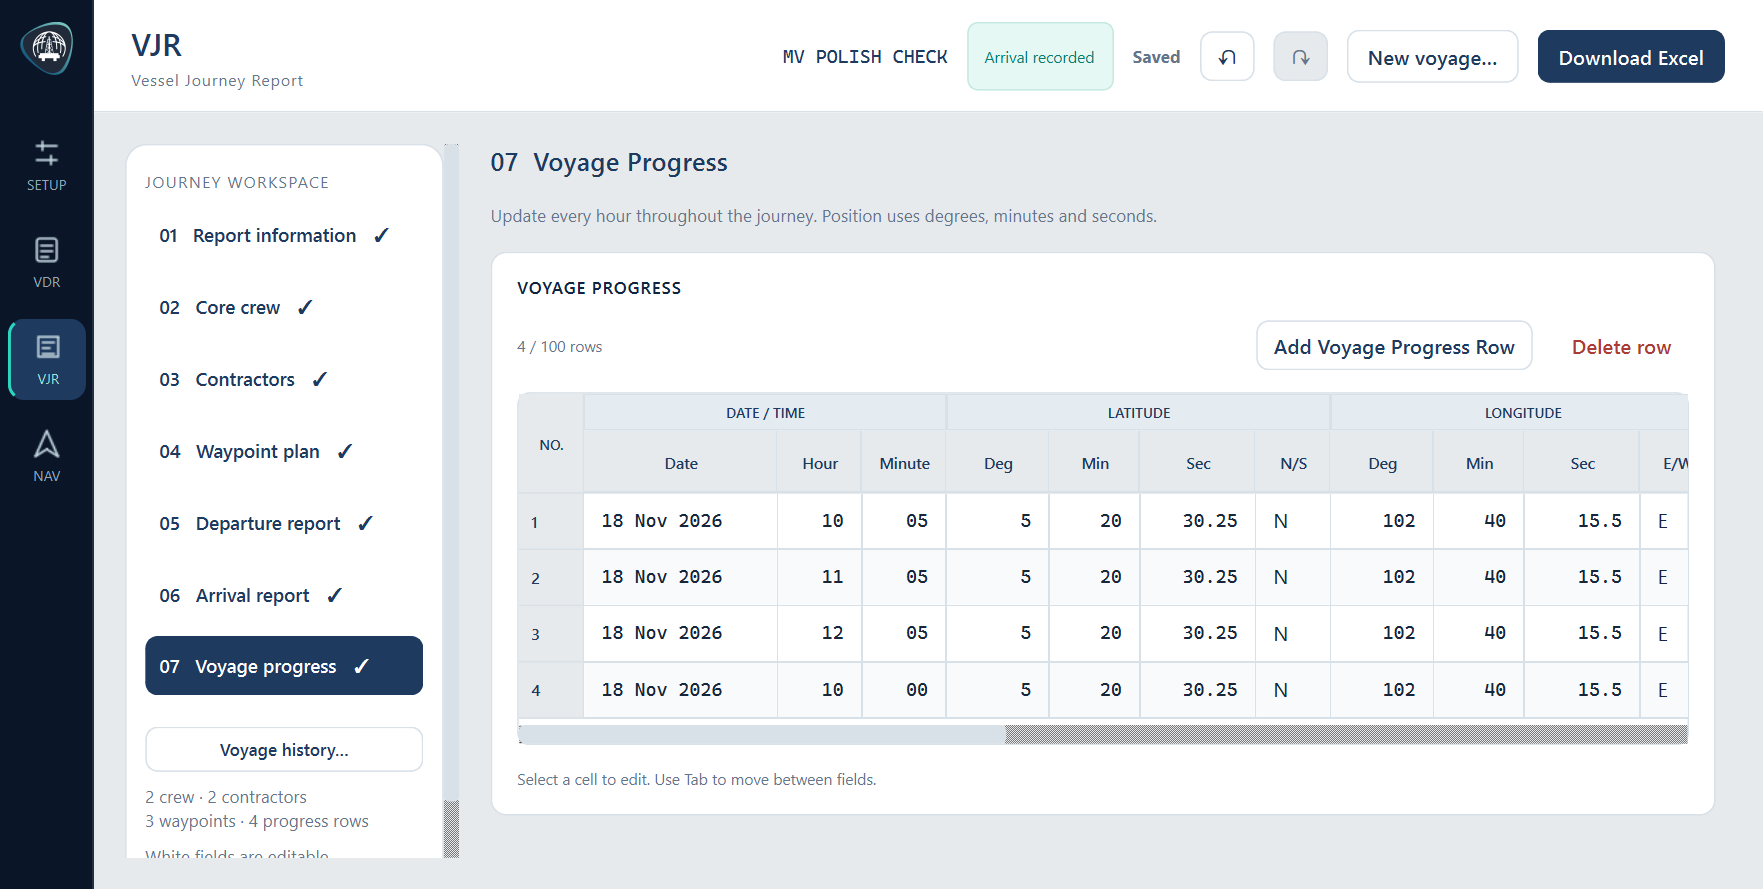 VJR
Vessel Journey Report
MV POLISH CHECK
Arrival recorded
Saved
New voyage...
Download Excel
SETUP
VDR
VJR
NAV
JOURNEY WORKSPACE
01 Report information ✓
02 Core crew ✓
03 Contractors ✓
04 Waypoint plan ✓
05 Departure report ✓
06 Arrival report ✓
07 Voyage progress ✓
Voyage history...
2 crew · 2 contractors
3 waypoints · 4 progress rows
White fields are editable
07 Voyage Progress
Update every hour throughout the journey. Position uses degrees, minutes and seconds.
VOYAGE PROGRESS
4 / 100 rows
Add Voyage Progress Row
Delete row
NO. DATE / TIME LATITUDE LONGITUDE
Date Hour Minute Deg Min Sec N/S Deg Min Sec E/W
1 18 Nov 2026 10 05 5 20 30.25 N 102 40 15.5 E
2 18 Nov 2026 11 05 5 20 30.25 N 102 40 15.5 E
3 18 Nov 2026 12 05 5 20 30.25 N 102 40 15.5 E
4 18 Nov 2026 10 00 5 20 30.25 N 102 40 15.5 E
Select a cell to edit. Use Tab to move between fields.